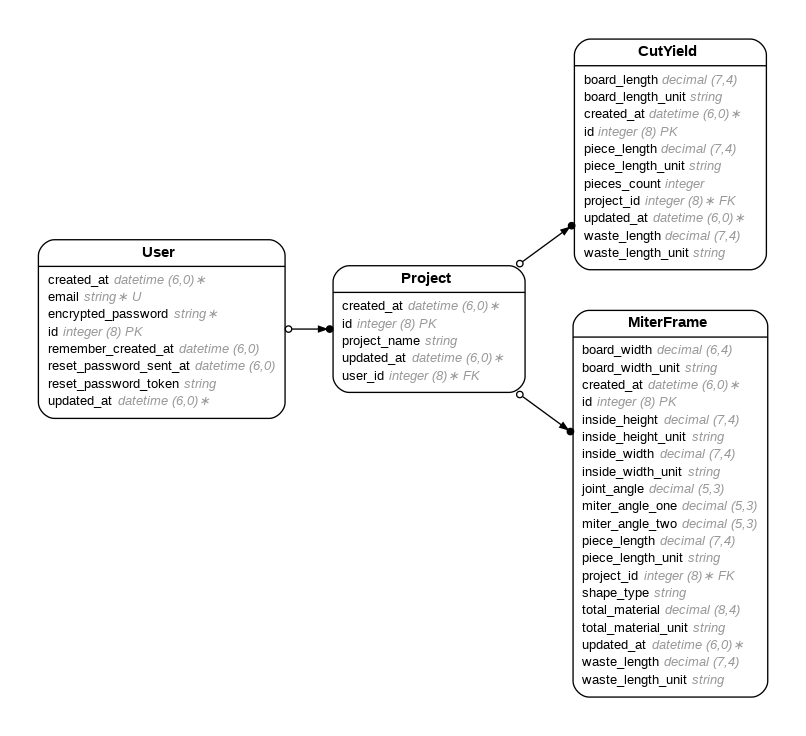 User
created_at datetime (6,0)∗
email string∗ U
encrypted_password string∗
id integer (8) PK
remember_created_at datetime (6,0)
reset_password_sent_at datetime (6,0)
reset_password_token string
updated_at datetime (6,0)∗
Project
created_at datetime (6,0)∗
id integer (8) PK
project_name string
updated_at datetime (6,0)∗
user_id integer (8)∗ FK
CutYield
board_length decimal (7,4)
board_length_unit string
created_at datetime (6,0)∗
id integer (8) PK
piece_length decimal (7,4)
piece_length_unit string
pieces_count integer
project_id integer (8)∗ FK
updated_at datetime (6,0)∗
waste_length decimal (7,4)
waste_length_unit string
MiterFrame
board_width decimal (6,4)
board_width_unit string
created_at datetime (6,0)∗
id integer (8) PK
inside_height decimal (7,4)
inside_height_unit string
inside_width decimal (7,4)
inside_width_unit string
joint_angle decimal (5,3)
miter_angle_one decimal (5,3)
miter_angle_two decimal (5,3)
piece_length decimal (7,4)
piece_length_unit string
project_id integer (8)∗ FK
shape_type string
total_material decimal (8,4)
total_material_unit string
updated_at datetime (6,0)∗
waste_length decimal (7,4)
waste_length_unit string